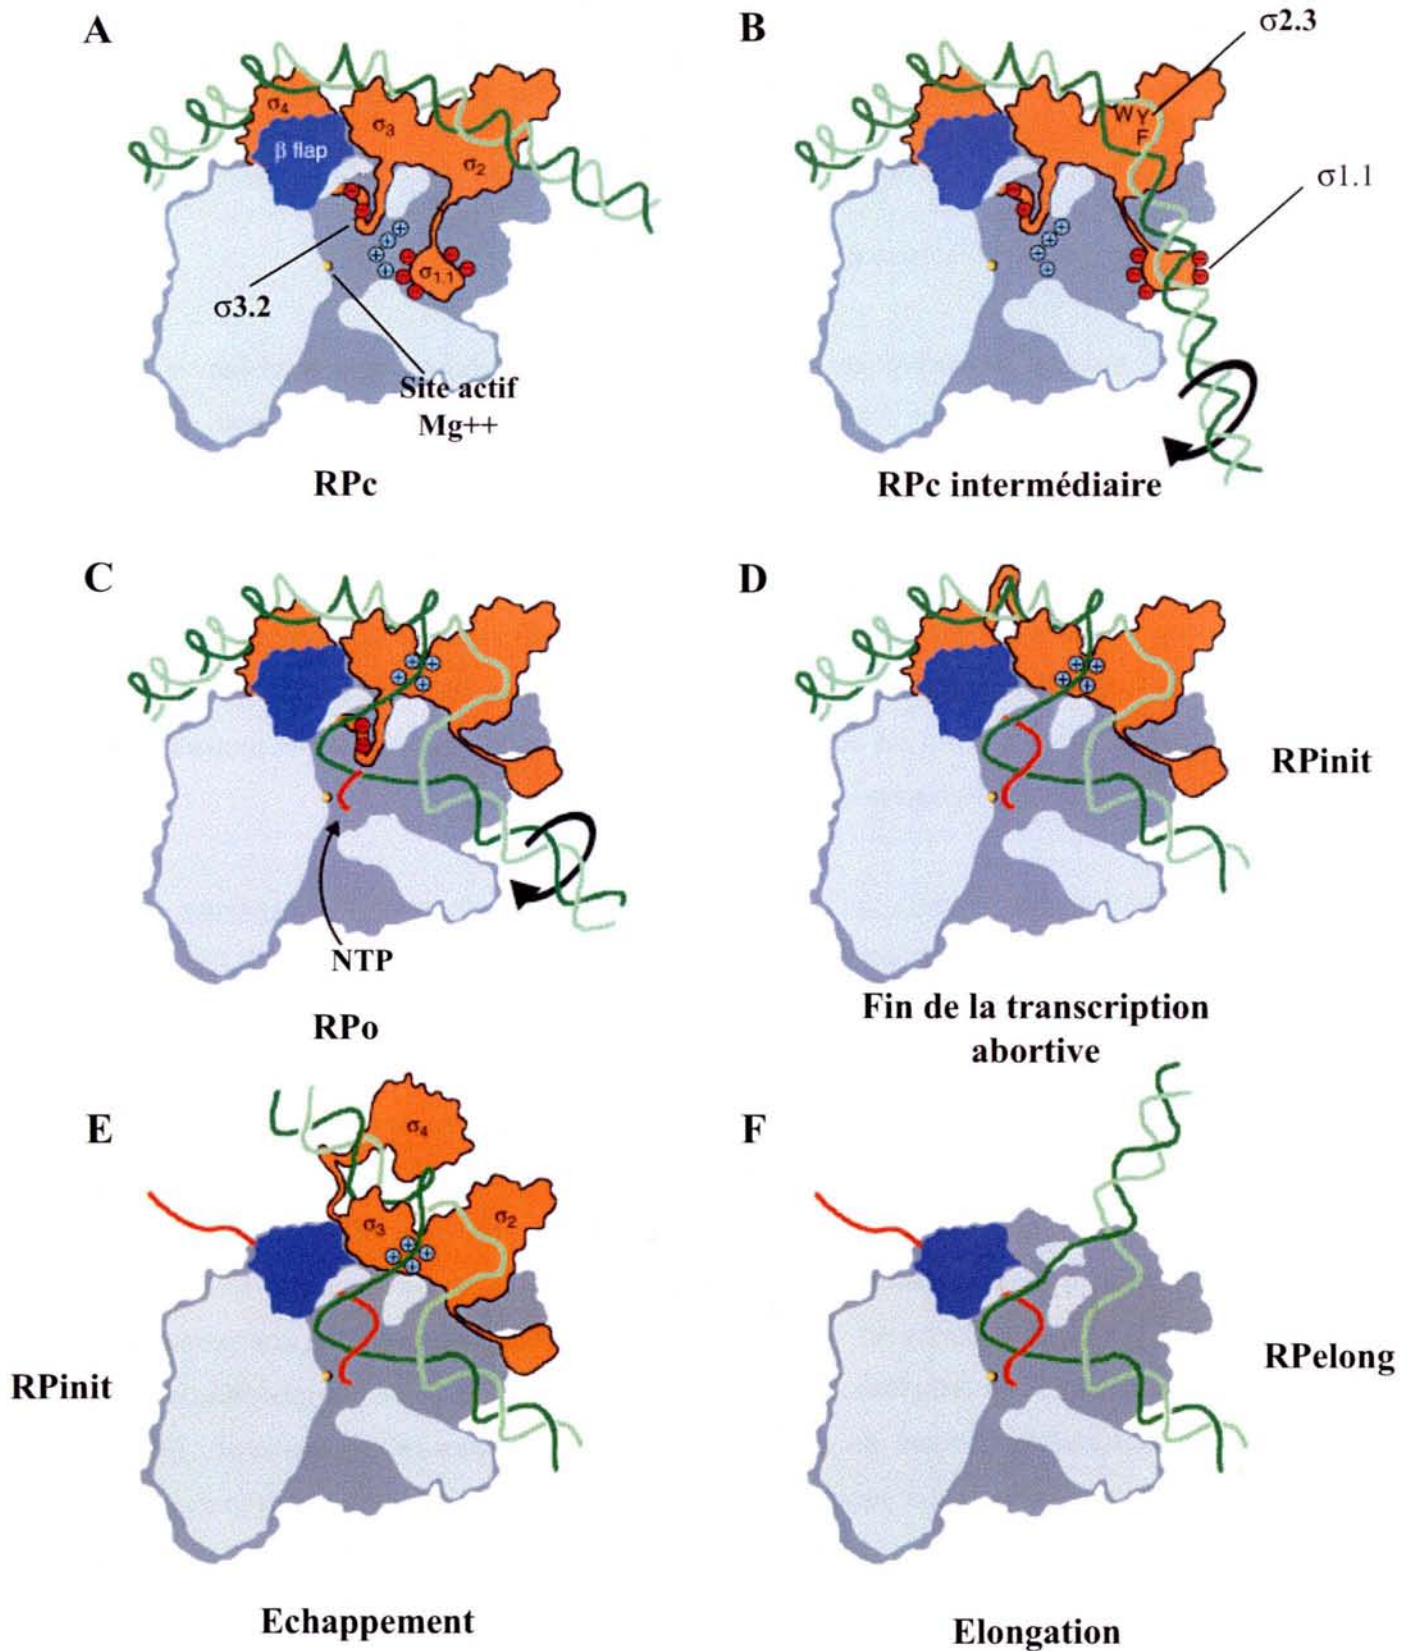 A
B
σ2.3
σ4
σ3
β flap
σ2
W Y
F
σ1.1
σ1.1
σ3.2
Site actif
Mg++
RPc
RPc intermédiaire
C
D
RPinit
NTP
RPo
Fin de la transcription
abortive
E
F
σ4
σ3
σ2
RPinit
RPelong
Echappement
Elongation